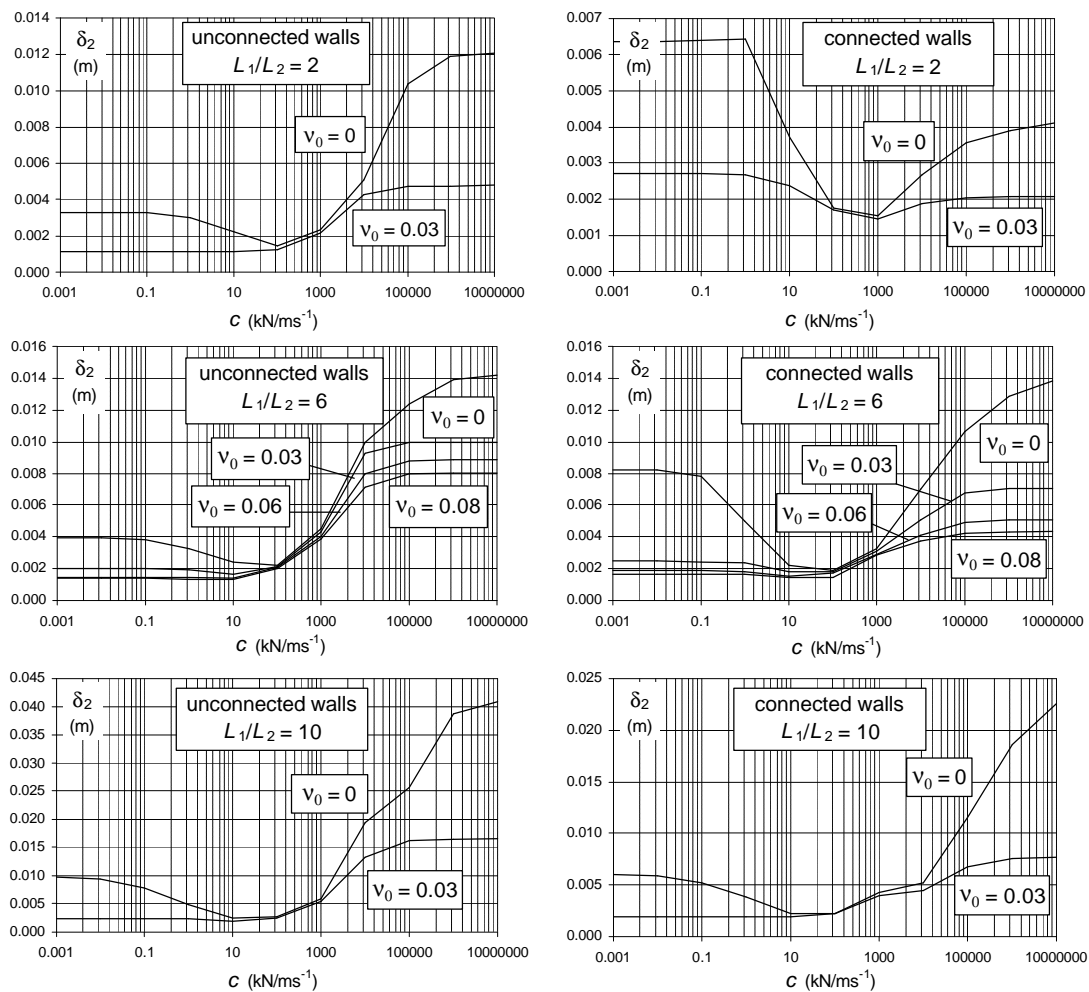 0.014
0.012
0.010
0.008
0.006
0.004
0.002
0.000
δ2
(m)
unconnected walls
L1/L2 = 2
ν0 = 0
ν0 = 0.03
0.001 0.1 10 1000 100000 10000000
c (kN/ms-1)
0.007
0.006
0.005
0.004
0.003
0.002
0.001
0.000
δ2
(m)
connected walls
L1/L2 = 2
ν0 = 0
ν0 = 0.03
0.001 0.1 10 1000 100000 10000000
c (kN/ms-1)
0.016
0.014
0.012
0.010
0.008
0.006
0.004
0.002
0.000
δ2
(m)
unconnected walls
L1/L2 = 6
ν0 = 0
ν0 = 0.03
ν0 = 0.06
ν0 = 0.08
0.001 0.1 10 1000 100000 10000000
c (kN/ms-1)
0.016
0.014
0.012
0.010
0.008
0.006
0.004
0.002
0.000
δ2
(m)
connected walls
L1/L2 = 6
ν0 = 0
ν0 = 0.03
ν0 = 0.06
ν0 = 0.08
0.001 0.1 10 1000 100000 10000000
c (kN/ms-1)
0.045
0.040
0.035
0.030
0.025
0.020
0.015
0.010
0.005
0.000
δ2
(m)
unconnected walls
L1/L2 = 10
ν0 = 0
ν0 = 0.03
0.001 0.1 10 1000 100000 10000000
c (kN/ms-1)
0.025
0.020
0.015
0.010
0.005
0.000
δ2
(m)
connected walls
L1/L2 = 10
ν0 = 0
ν0 = 0.03
0.001 0.1 10 1000 100000 10000000
c (kN/ms-1)